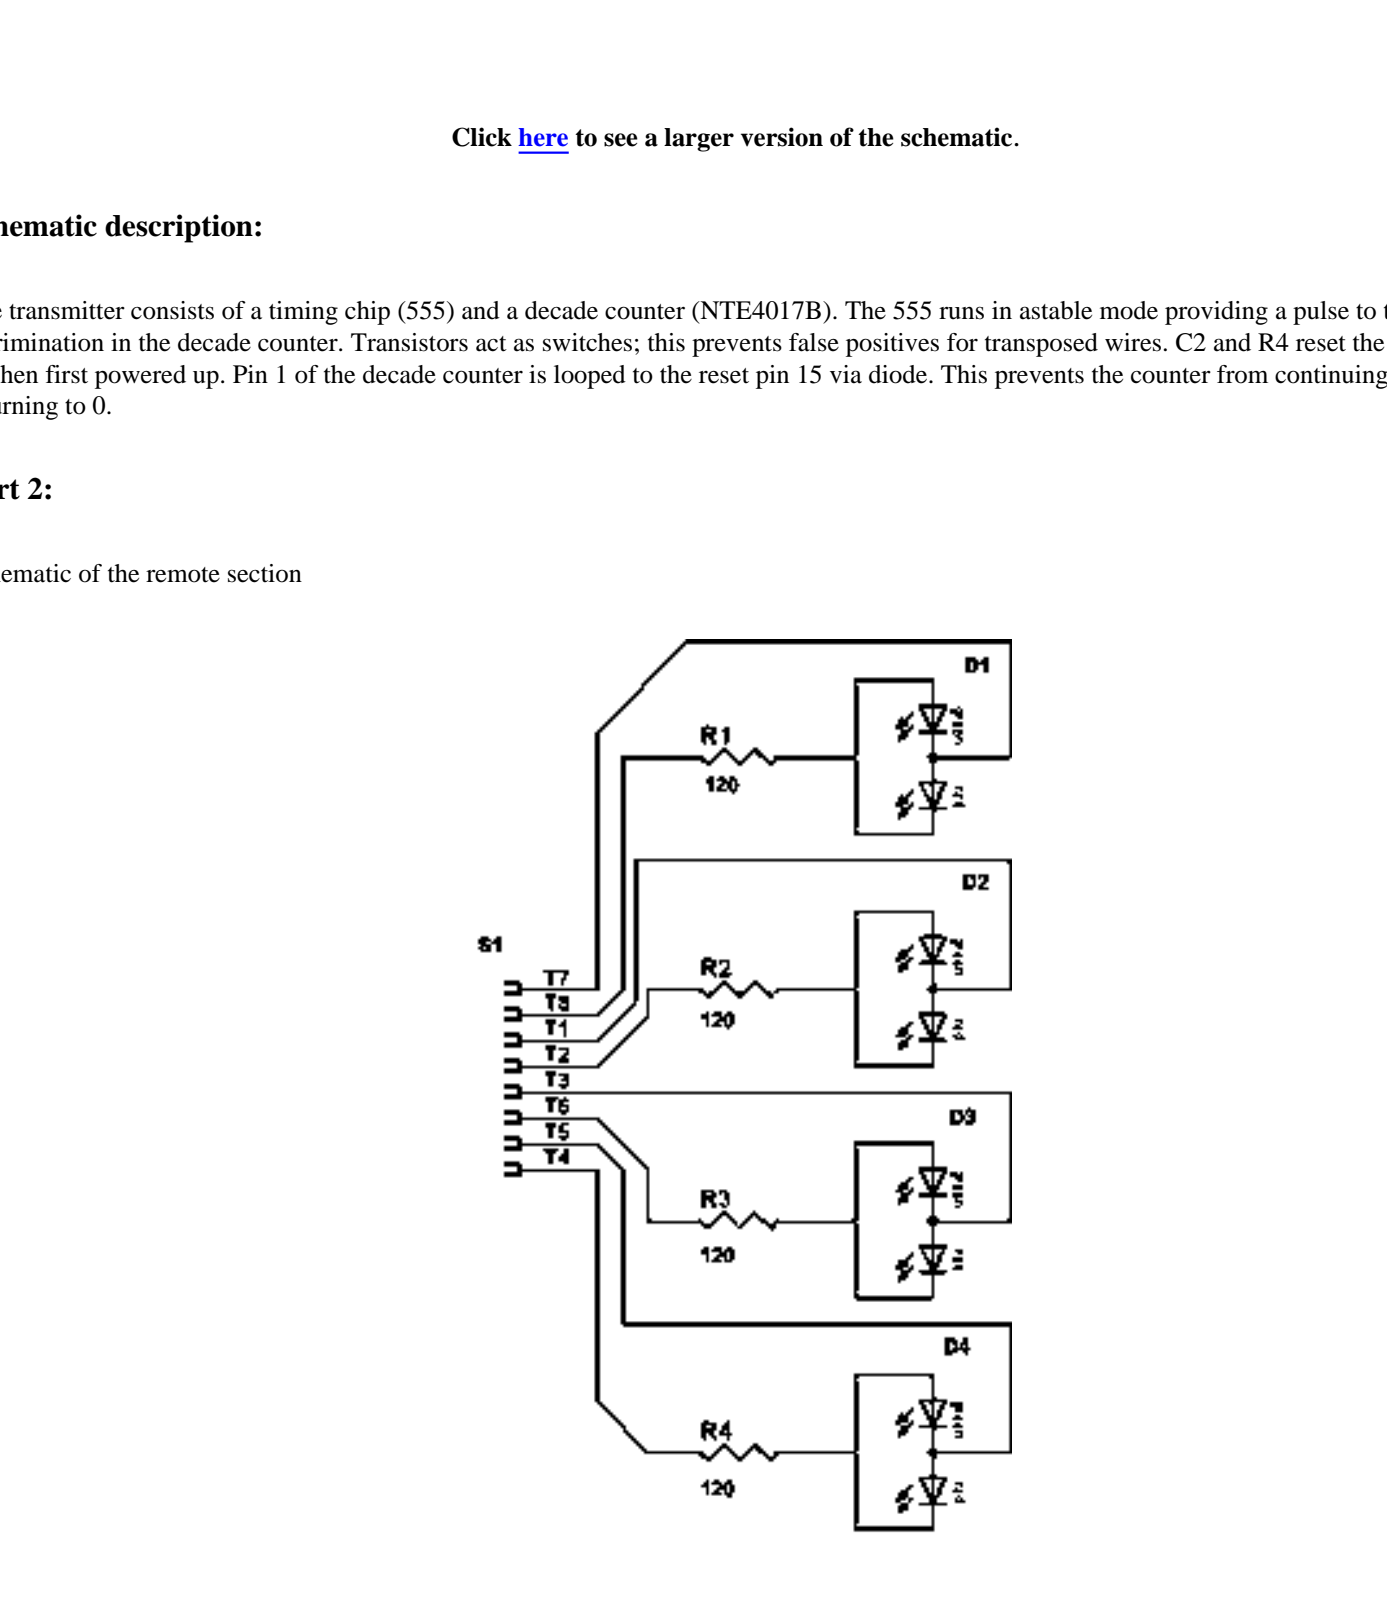 Click here to see a larger version of the schematic.
hematic description:
transmitter consists of a timing chip (555) and a decade counter (NTE4017B). The 555 runs in astable mode providing a pulse to
rimination in the decade counter. Transistors act as switches; this prevents false positives for transposed wires. C2 and R4 reset the
hen first powered up. Pin 1 of the decade counter is looped to the reset pin 15 via diode. This prevents the counter from continuing
urning to 0.
rt 2:
ematic of the remote section
D1
R1
120
D2
S1
R2
120
T7
T8
T1
T2
T3
T6
T5
T4
D3
R3
120
D4
R4
120